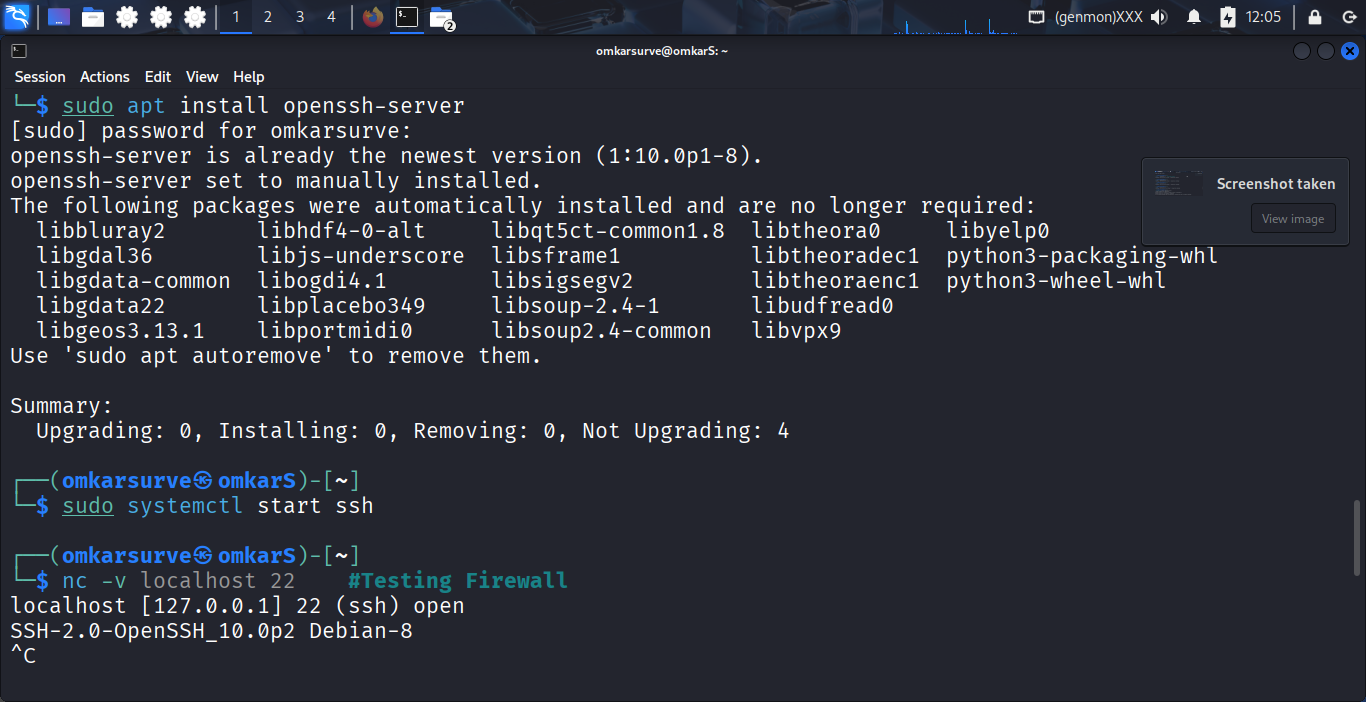 1 2 3 4 2 (genmon)XXX 12:05
omkarsurve@omkarS: ~
Session Actions Edit View Help
└─$ sudo apt install openssh-server
[sudo] password for omkarsurve:
openssh-server is already the newest version (1:10.0p1-8).
openssh-server set to manually installed.
Screenshot taken
View image
The following packages were automatically installed and are no longer required:
libbluray2 libhdf4-0-alt libqt5ct-common1.8 libtheora0 libyelp0
libgdal36 libjs-underscore libsframe1 libtheoradec1 python3-packaging-whl
libgdata-common libogdi4.1 libsigsegv2 libtheoraenc1 python3-wheel-whl
libgdata22 libplacebo349 libsoup-2.4-1 libudfread0
libgeos3.13.1 libportmidi0 libsoup2.4-common libvpx9
Use 'sudo apt autoremove' to remove them.
Summary:
Upgrading: 0, Installing: 0, Removing: 0, Not Upgrading: 4
┌──(omkarsurve㉿omkarS)-[~]
└─$ sudo systemctl start ssh
┌──(omkarsurve㉿omkarS)-[~]
└─$ nc -v localhost 22 #Testing Firewall
localhost [127.0.0.1] 22 (ssh) open
SSH-2.0-OpenSSH_10.0p2 Debian-8
^C